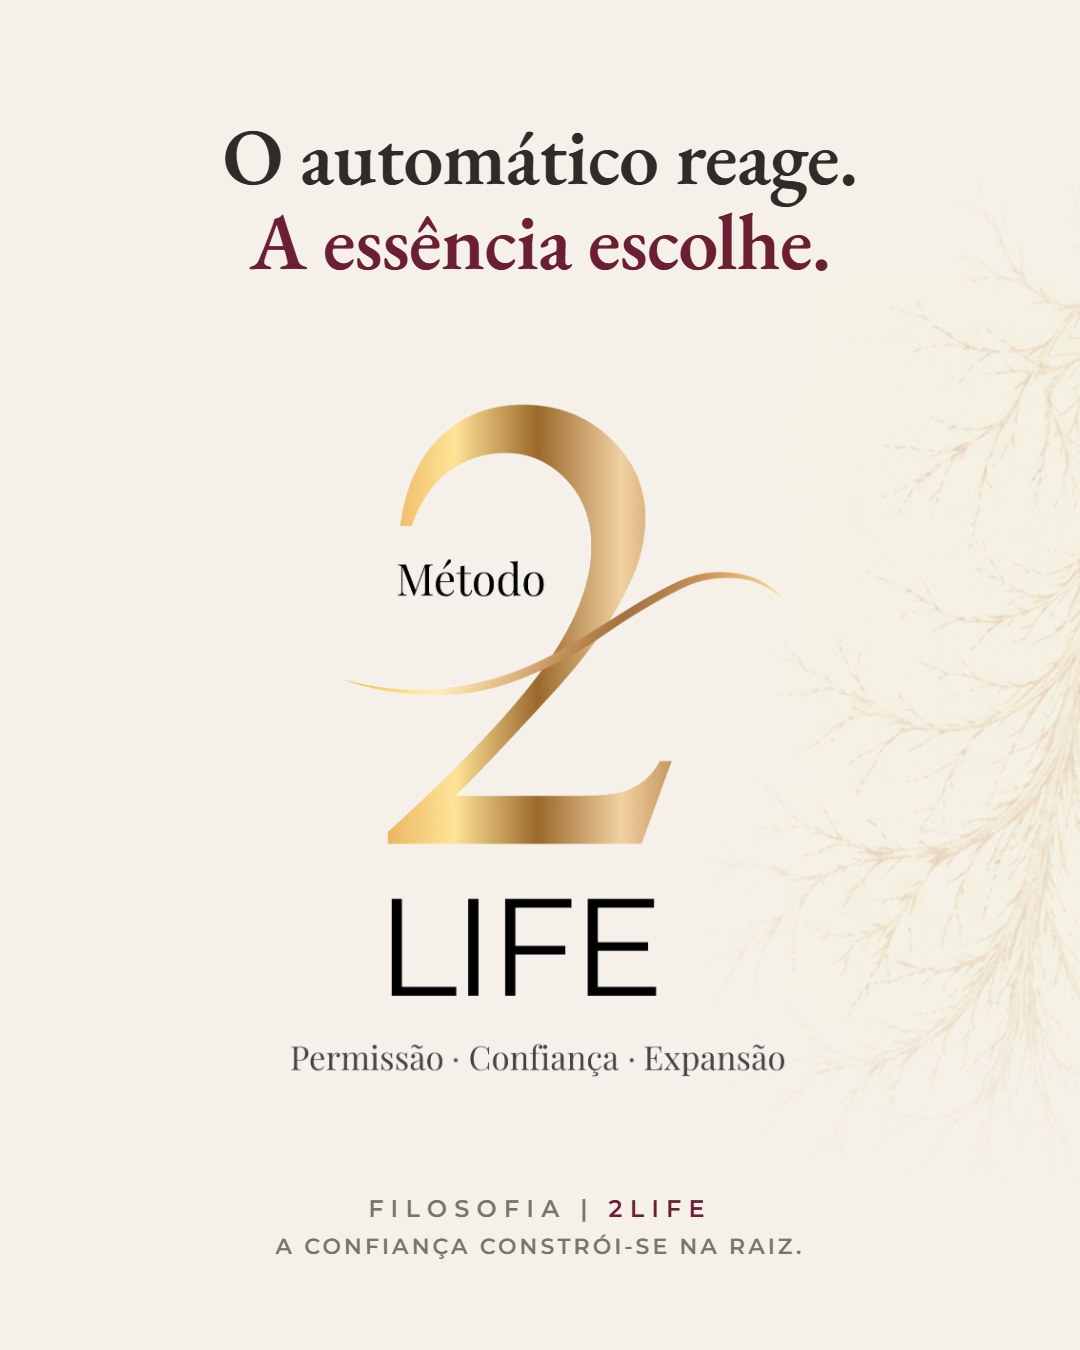 O automático reage.
A essência escolhe.
2
Método
LIFE
Permissão · Confiança · Expansão
FILOSOFIA | 2LIFE
A CONFIANÇA CONSTRÓI-SE NA RAIZ.